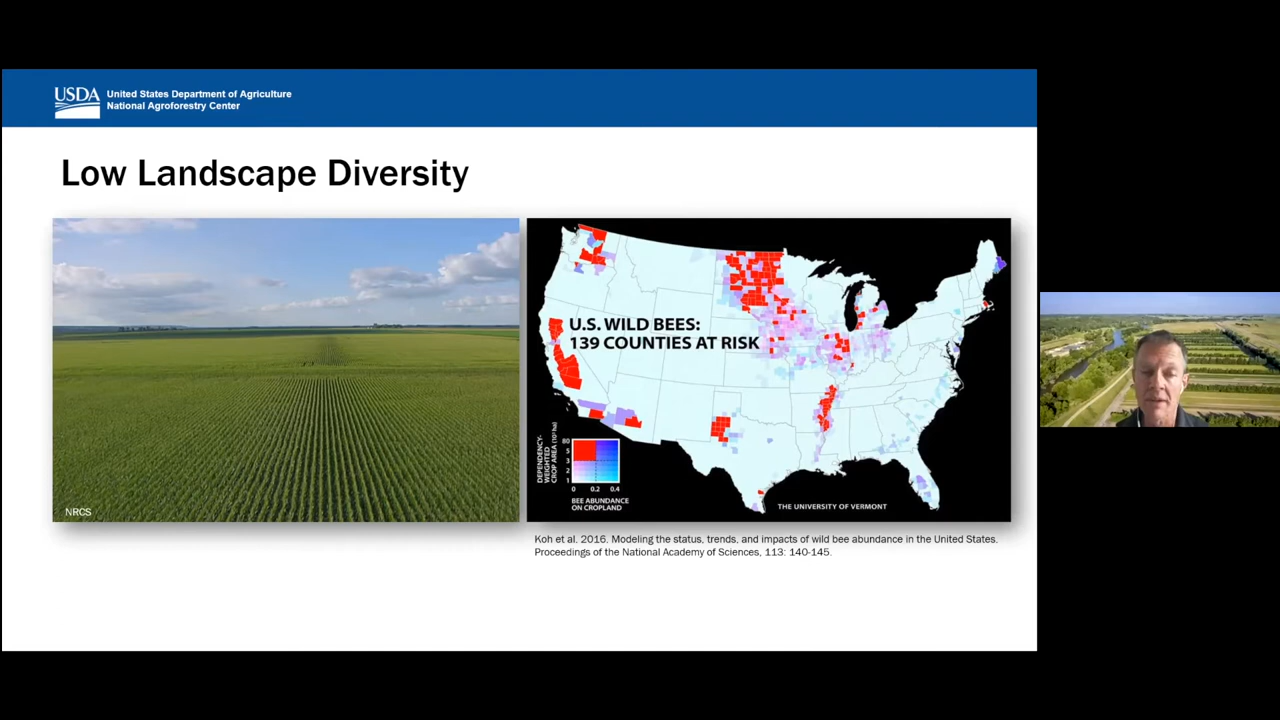 USDA
United States Department of Agriculture
National Agroforestry Center
Low Landscape Diversity
NRCS
U.S. WILD BEES:
139 COUNTIES AT RISK
DEPENDENCY-
WEIGHTED
CROP AREA (10³ ha)
80
5
3
2
1
0 0.2 0.4
BEE ABUNDANCE
ON CROPLAND
THE UNIVERSITY OF VERMONT
Koh et al. 2016. Modeling the status, trends, and impacts of wild bee abundance in the United States.
Proceedings of the National Academy of Sciences, 113: 140-145.